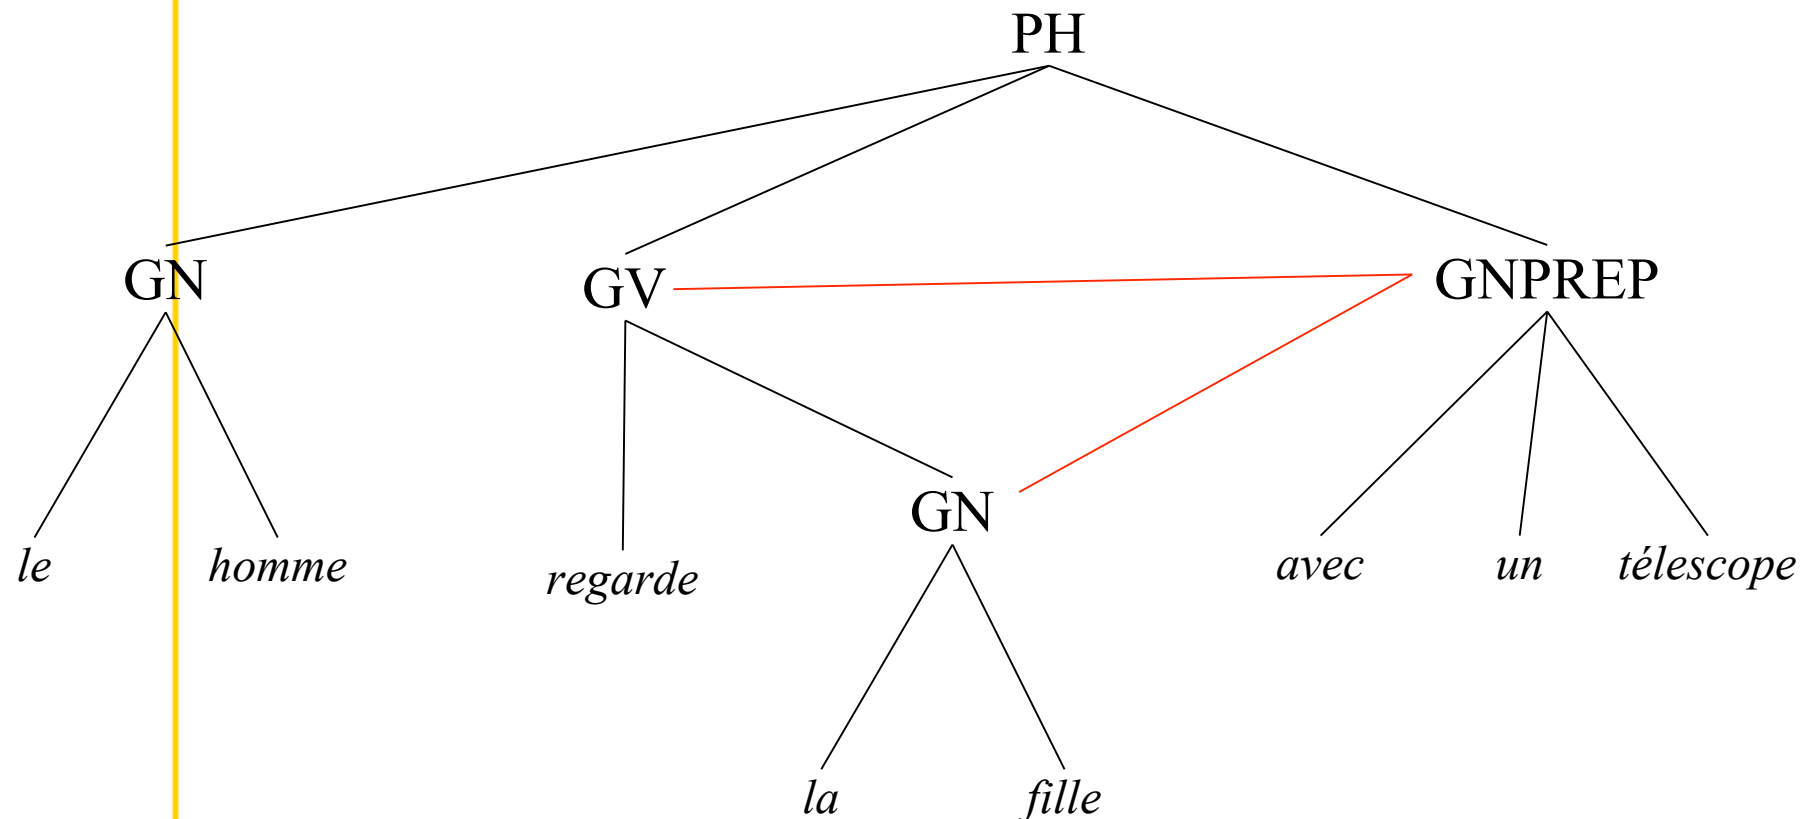 PH
GN GV GNPREP
GN
le homme regarde avec un télescope
la fille